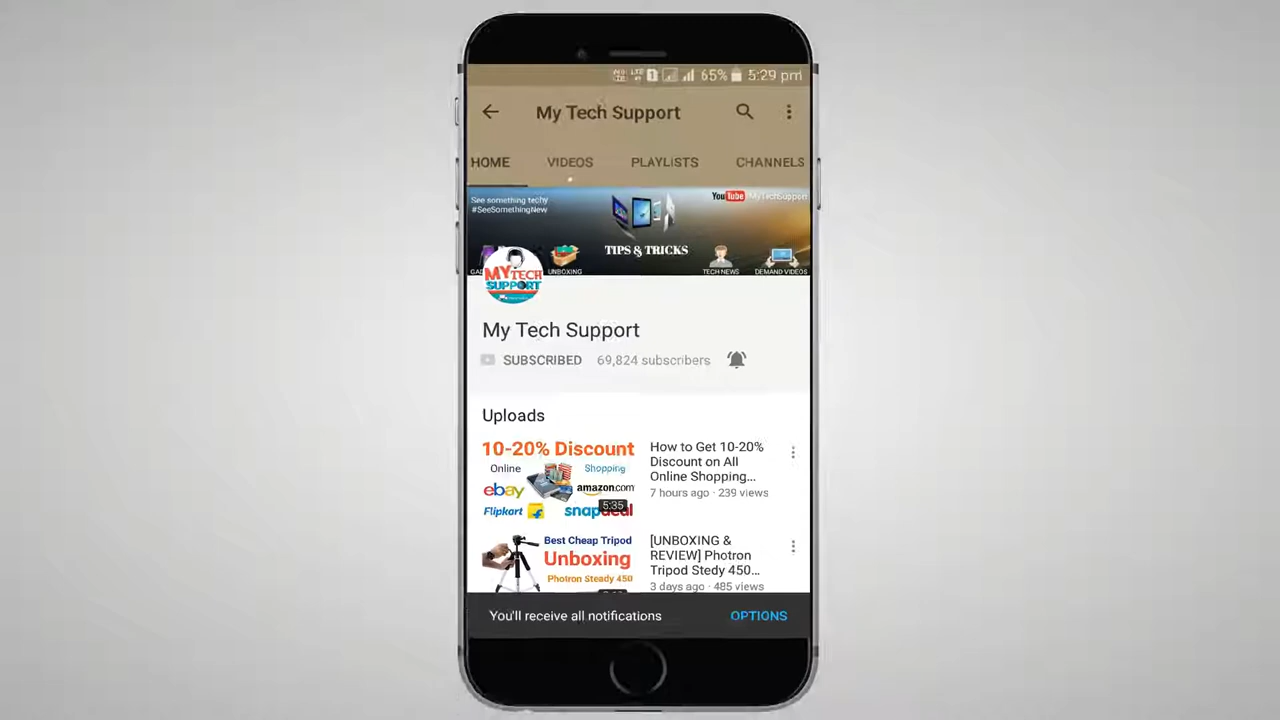 65% 5:29 pm
My Tech Support
HOME VIDEOS PLAYLISTS CHANNELS
See something techy
#SeeSomethingNew
YouTube MyTechSupport
TIPS & TRICKS
UNBOXING
TECH NEWS
DEMAND VIDEOS
MYTECH
SUPPORT
My Tech Support
SUBSCRIBED 69,824 subscribers
Uploads
10-20% Discount
Online Shopping
ebay amazon.com
Flipkart snapdeal
5:35
How to Get 10-20%
Discount on All
Online Shopping...
7 hours ago · 239 views
Best Cheap Tripod
Unboxing
Photron Steady 450
[UNBOXING &
REVIEW] Photron
Tripod Stedy 450...
3 days ago · 485 views
You'll receive all notifications OPTIONS